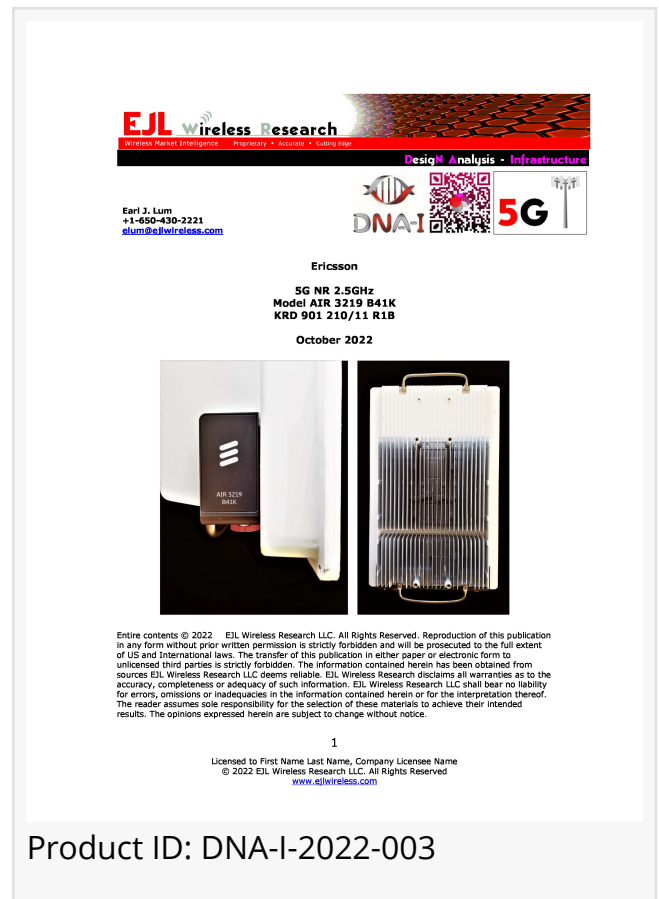 EJL Wireless Research
Wireless Market Intelligence Proprietary • Accurate • Cutting Edge
DesigN Analysis - Infrastructure
Earl J. Lum
+1-650-430-2221
elum@ejlwireless.com
DNA-I
5G
Ericsson
5G NR 2.5GHz
Model AIR 3219 B41K
KRD 901 210/11 R1B
October 2022
AIR 3219
B41K
Entire contents © 2022 EJL Wireless Research LLC. All Rights Reserved. Reproduction of this publication
in any form without prior written permission is strictly forbidden and will be prosecuted to the full extent
of US and International laws. The transfer of this publication in either paper or electronic form to
unlicensed third parties is strictly forbidden. The information contained herein has been obtained from
sources EJL Wireless Research LLC deems reliable. EJL Wireless Research disclaims all warranties as to the
accuracy, completeness or adequacy of such information. EJL Wireless Research LLC shall bear no liability
for errors, omissions or inadequacies in the information contained herein or for the interpretation thereof.
The reader assumes sole responsibility for the selection of these materials to achieve their intended
results. The opinions expressed herein are subject to change without notice.
1
Licensed to First Name Last Name, Company Licensee Name
© 2022 EJL Wireless Research LLC. All Rights Reserved
www.ejlwireless.com
Product ID: DNA-I-2022-003